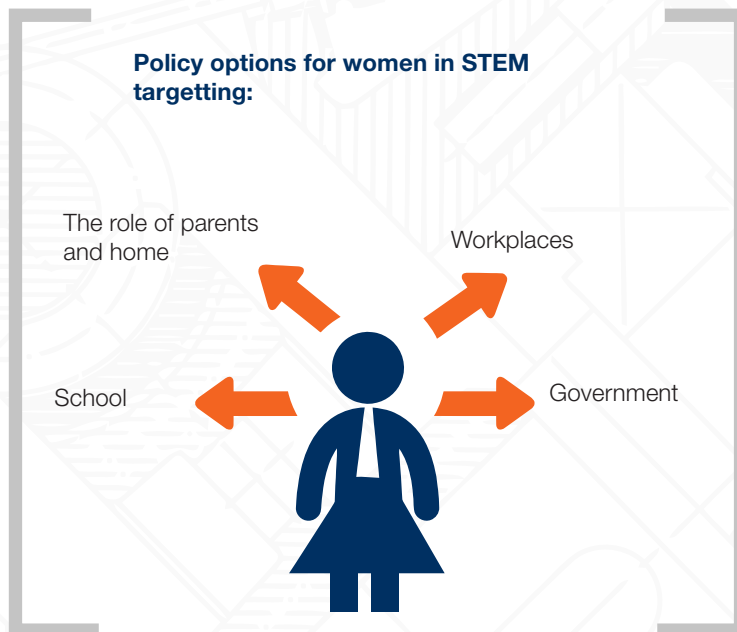 Policy options for women in STEM
targetting:
The role of parents
and home
Workplaces
School
Government